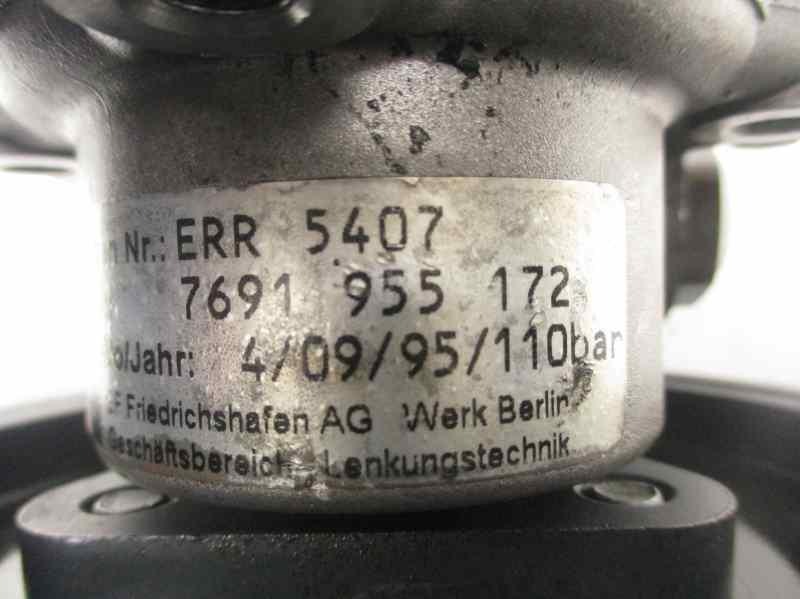 Nr.: ERR 5407
7691 955 172
/Jahr: 4/09/95/110bar
Friedrichshafen AG Werk Berlin
Geschäftsbereich Lenkungstechnik